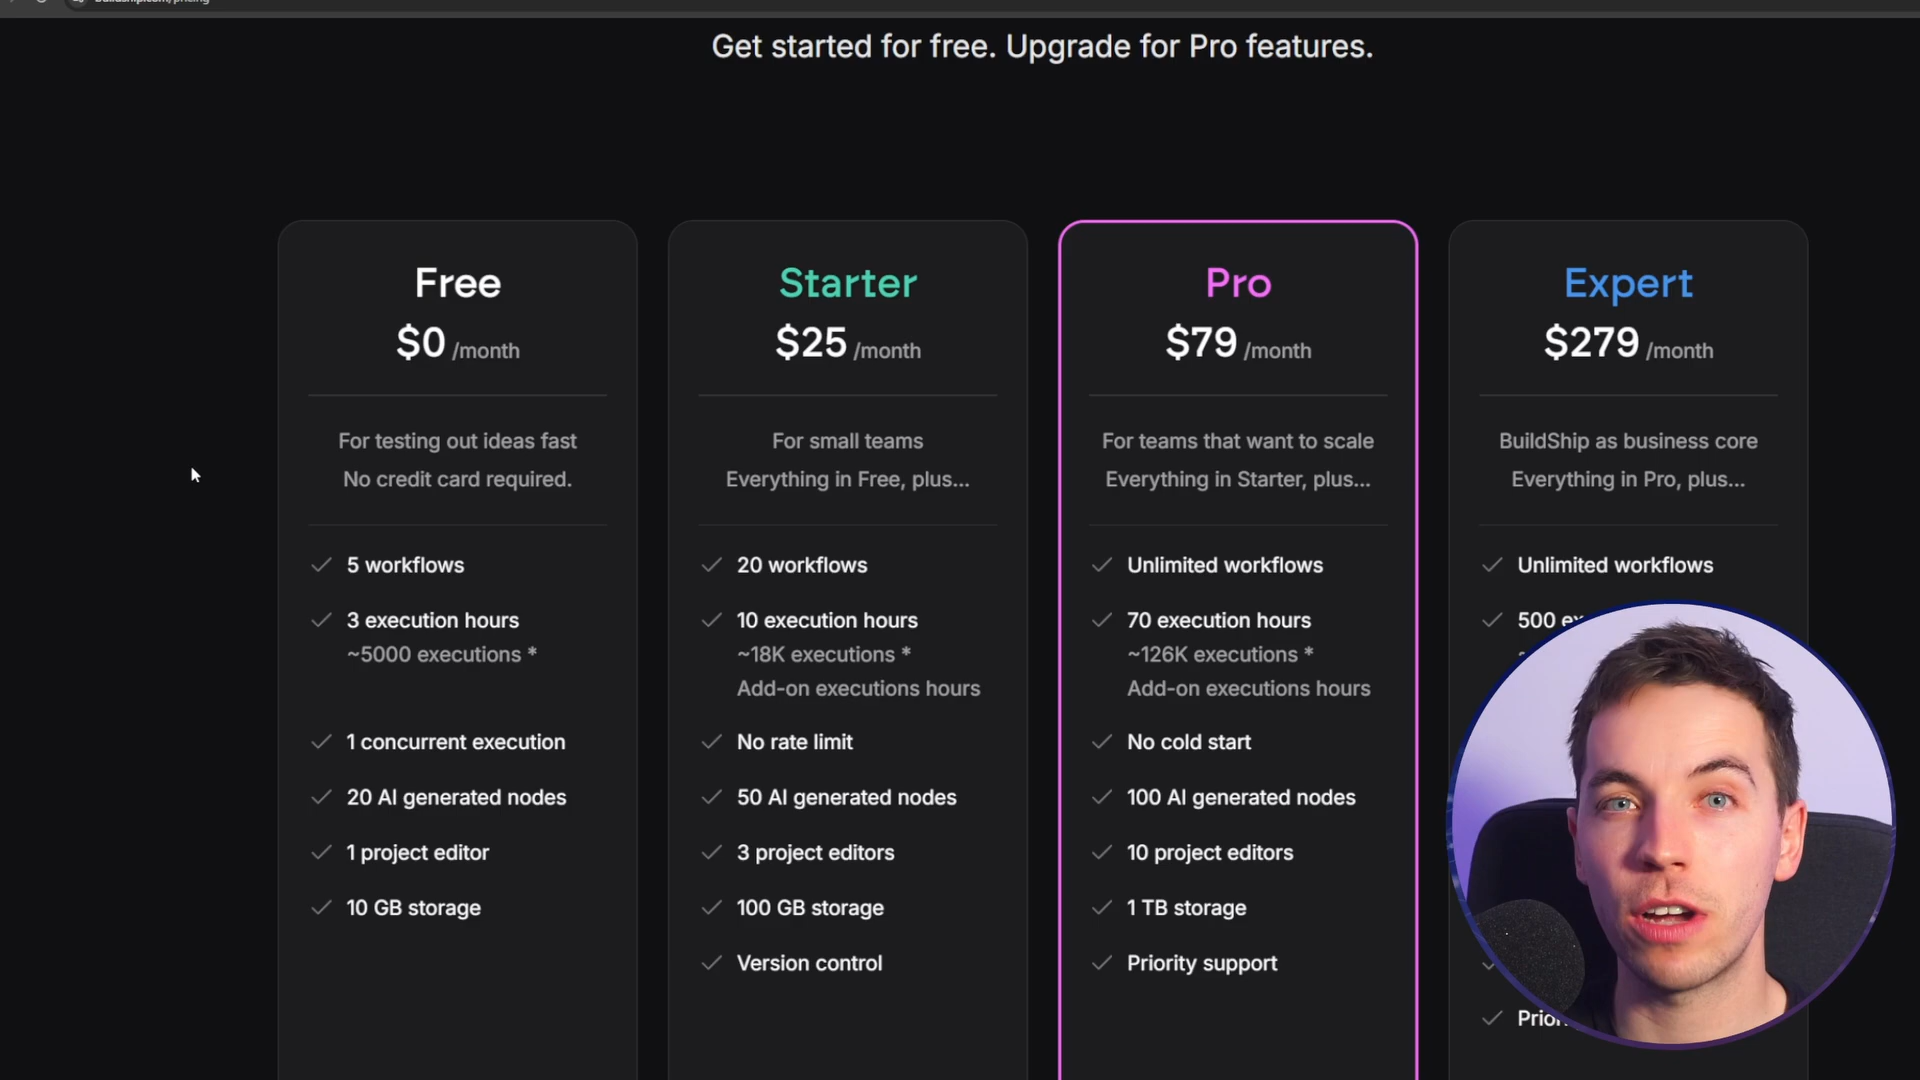 buildship.com/pricing
Get started for free. Upgrade for Pro features.
Free
$0 /month
For testing out ideas fast
No credit card required.
5 workflows
3 execution hours
~5000 executions *
1 concurrent execution
20 AI generated nodes
1 project editor
10 GB storage
Starter
$25 /month
For small teams
Everything in Free, plus...
20 workflows
10 execution hours
~18K executions *
Add-on executions hours
No rate limit
50 AI generated nodes
3 project editors
100 GB storage
Version control
Pro
$79 /month
For teams that want to scale
Everything in Starter, plus...
Unlimited workflows
70 execution hours
~126K executions *
Add-on executions hours
No cold start
100 AI generated nodes
10 project editors
1 TB storage
Priority support
Expert
$279 /month
BuildShip as business core
Everything in Pro, plus...
Unlimited workflows
500